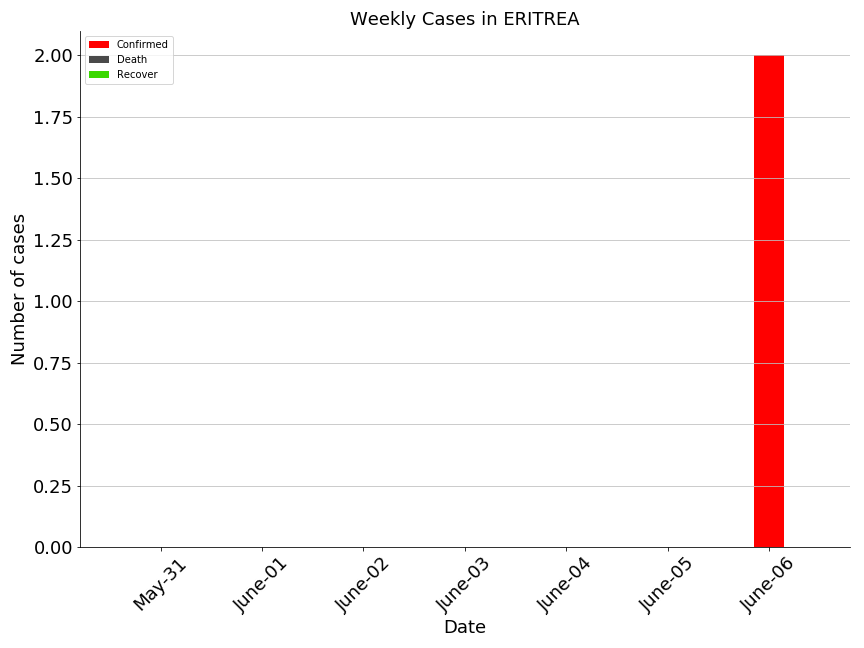 Weekly Cases in ERITREA
Confirmed
Death
Recover
Number of cases
2.00
1.75
1.50
1.25
1.00
0.75
0.50
0.25
0.00
May-31
June-01
June-02
June-03
June-04
June-05
June-06
Date